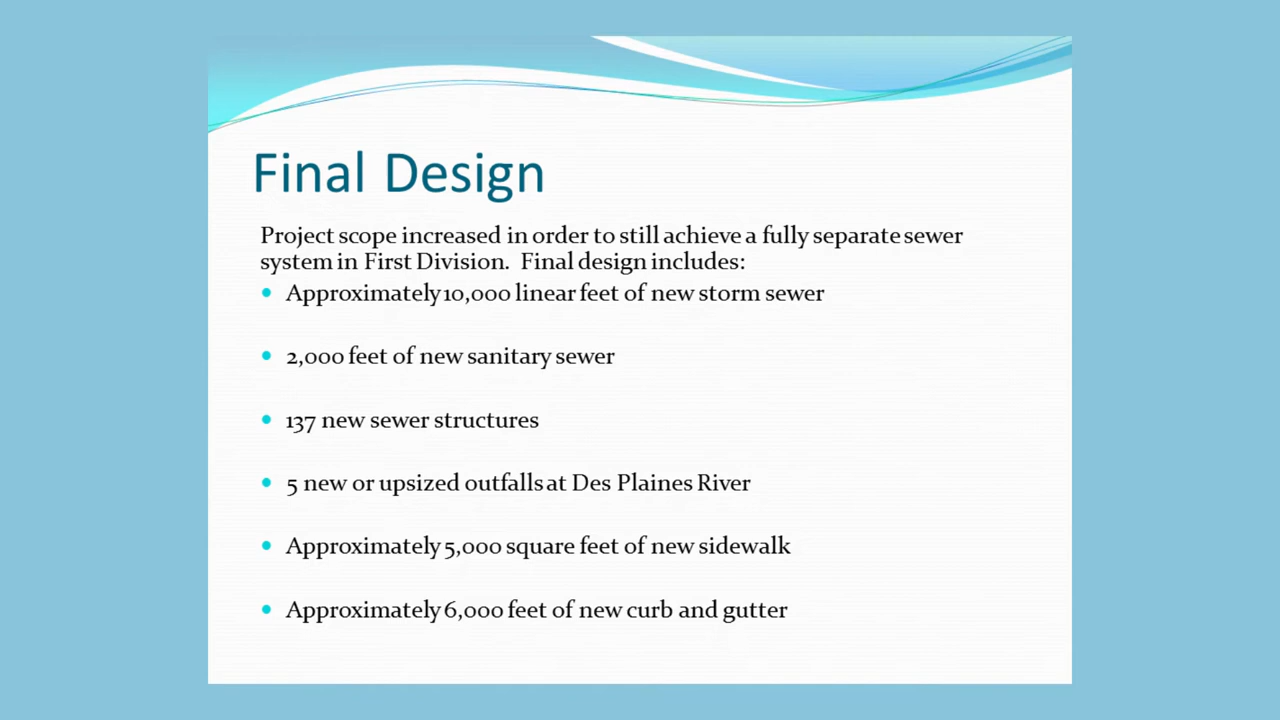 Final Design
Project scope increased in order to still achieve a fully separate sewer
system in First Division. Final design includes:
• Approximately 10,000 linear feet of new storm sewer
• 2,000 feet of new sanitary sewer
• 137 new sewer structures
• 5 new or upsized outfalls at Des Plaines River
• Approximately 5,000 square feet of new sidewalk
• Approximately 6,000 feet of new curb and gutter